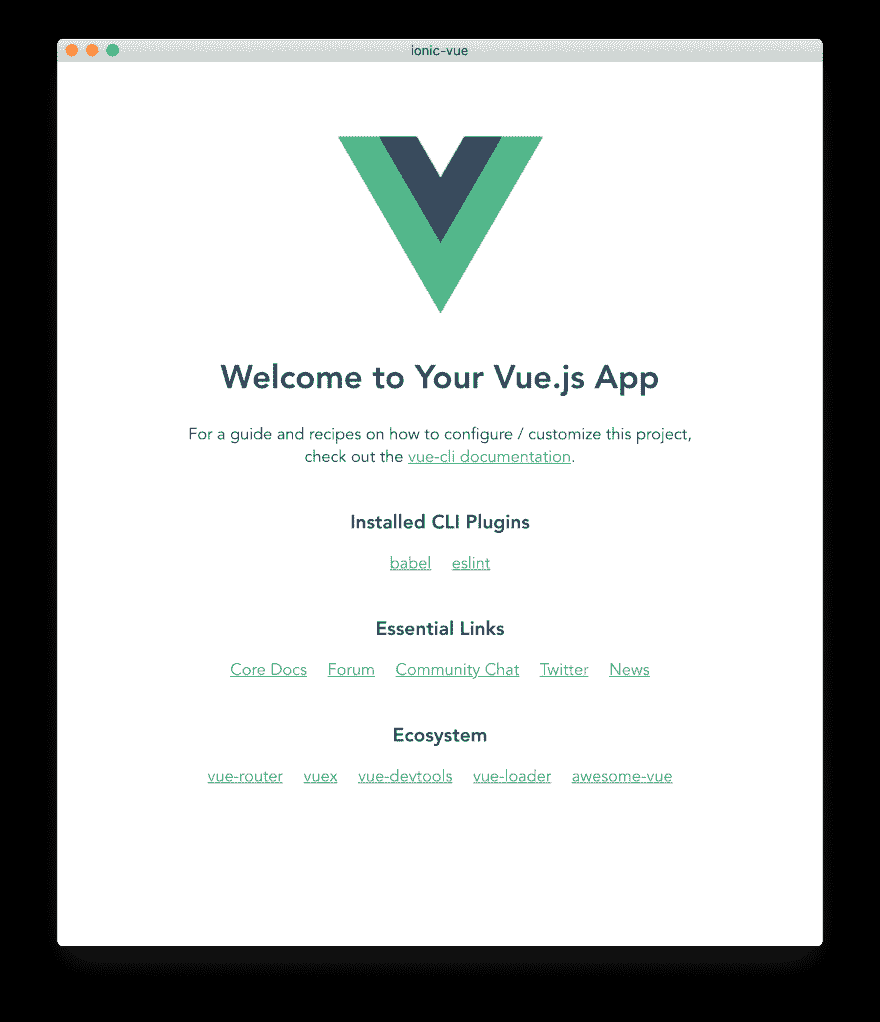 ionic-vue
Welcome to Your Vue.js App
For a guide and recipes on how to configure / customize this project,
check out the vue-cli documentation.
Installed CLI Plugins
babel eslint
Essential Links
Core Docs Forum Community Chat Twitter News
Ecosystem
vue-router vuex vue-devtools vue-loader awesome-vue